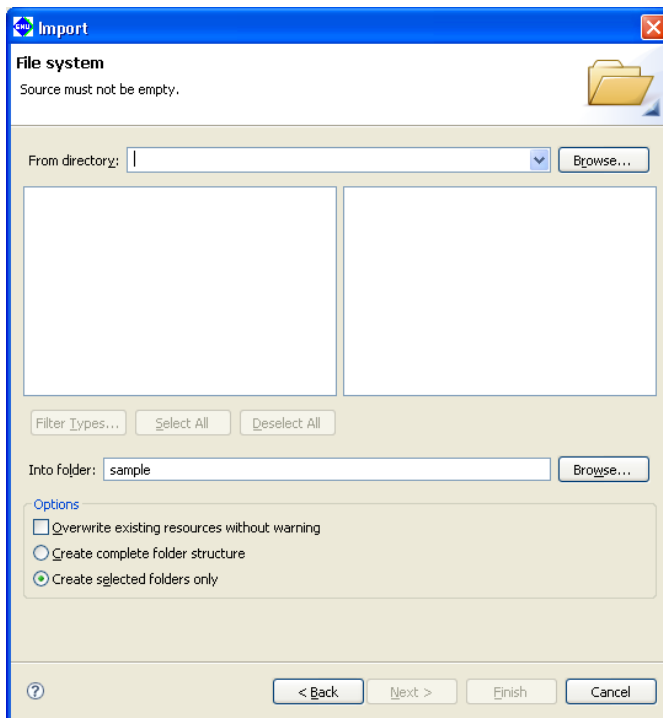 EMU Import
File system
Source must not be empty.
From directory: Browse...
Filter Types... Select All Deselect All
Into folder: sample Browse...
Options
Overwrite existing resources without warning
Create complete folder structure
Create selected folders only
? < Back Next > Finish Cancel